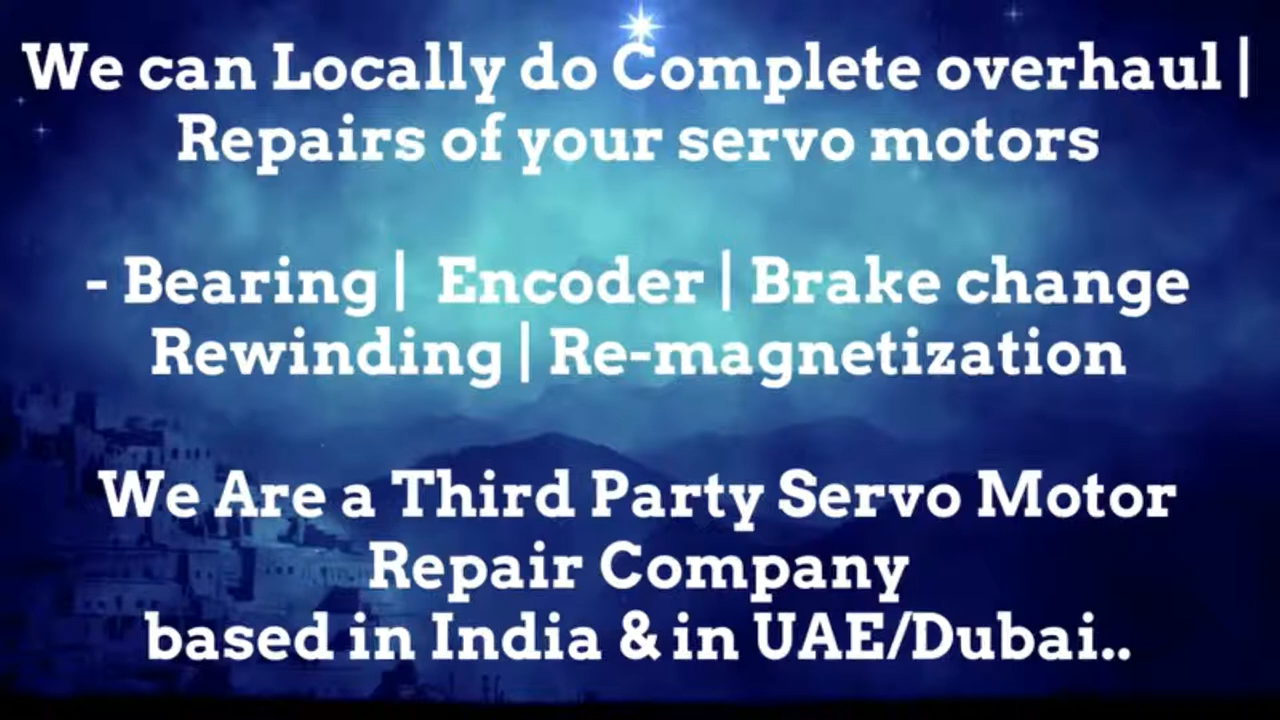 We can Locally do Complete overhaul |
Repairs of your servo motors
- Bearing | Encoder | Brake change
Rewinding | Re-magnetization
We Are a Third Party Servo Motor
Repair Company
based in India & in UAE/Dubai..